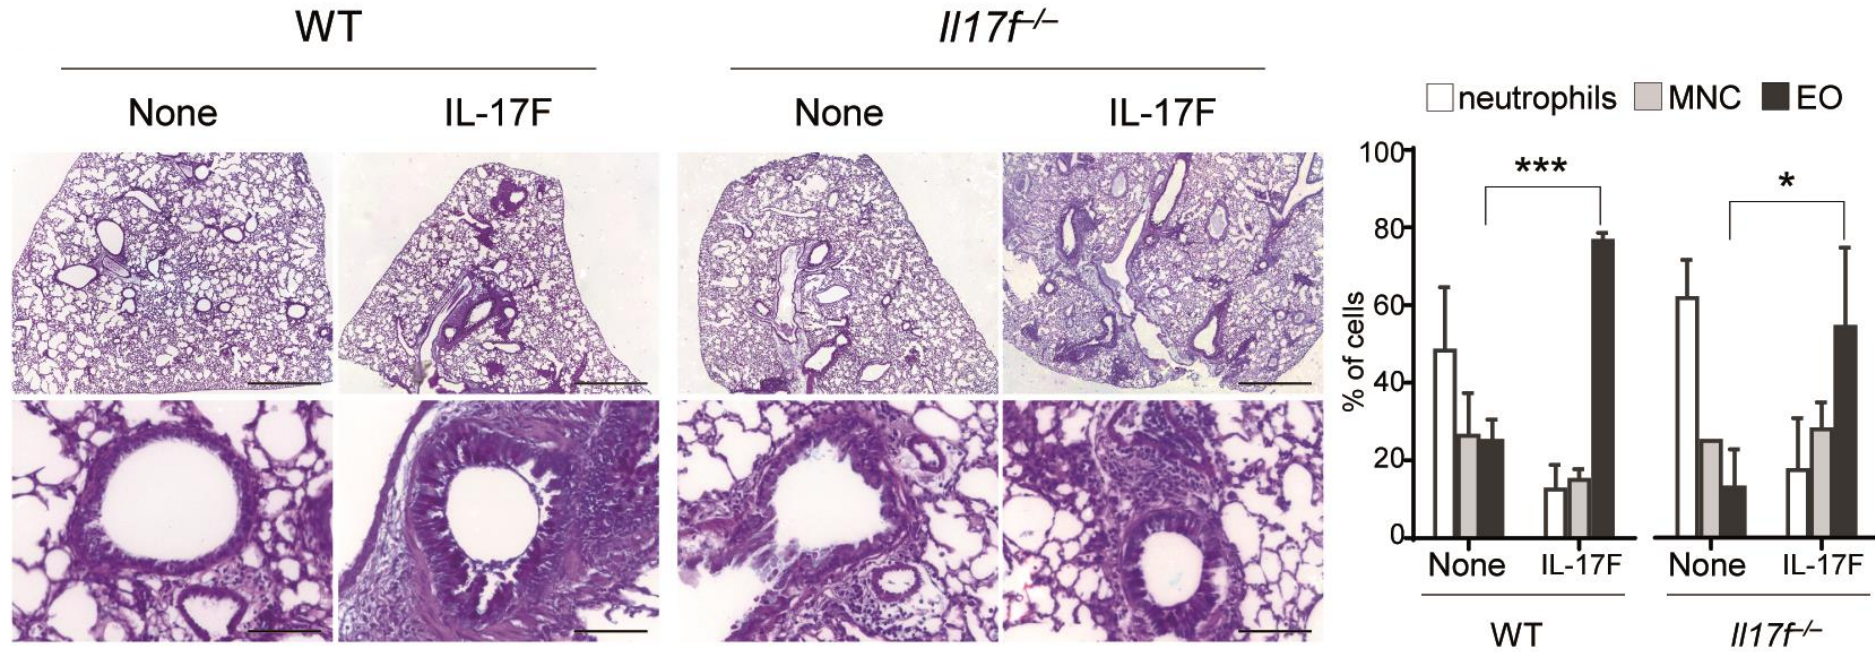 WT
Il17f–/–
None
IL-17F
None
IL-17F
neutrophils
MNC
EO
% of cells
100
80
60
40
20
0
***
*
None
IL-17F
None
IL-17F
WT
Il17f–/–